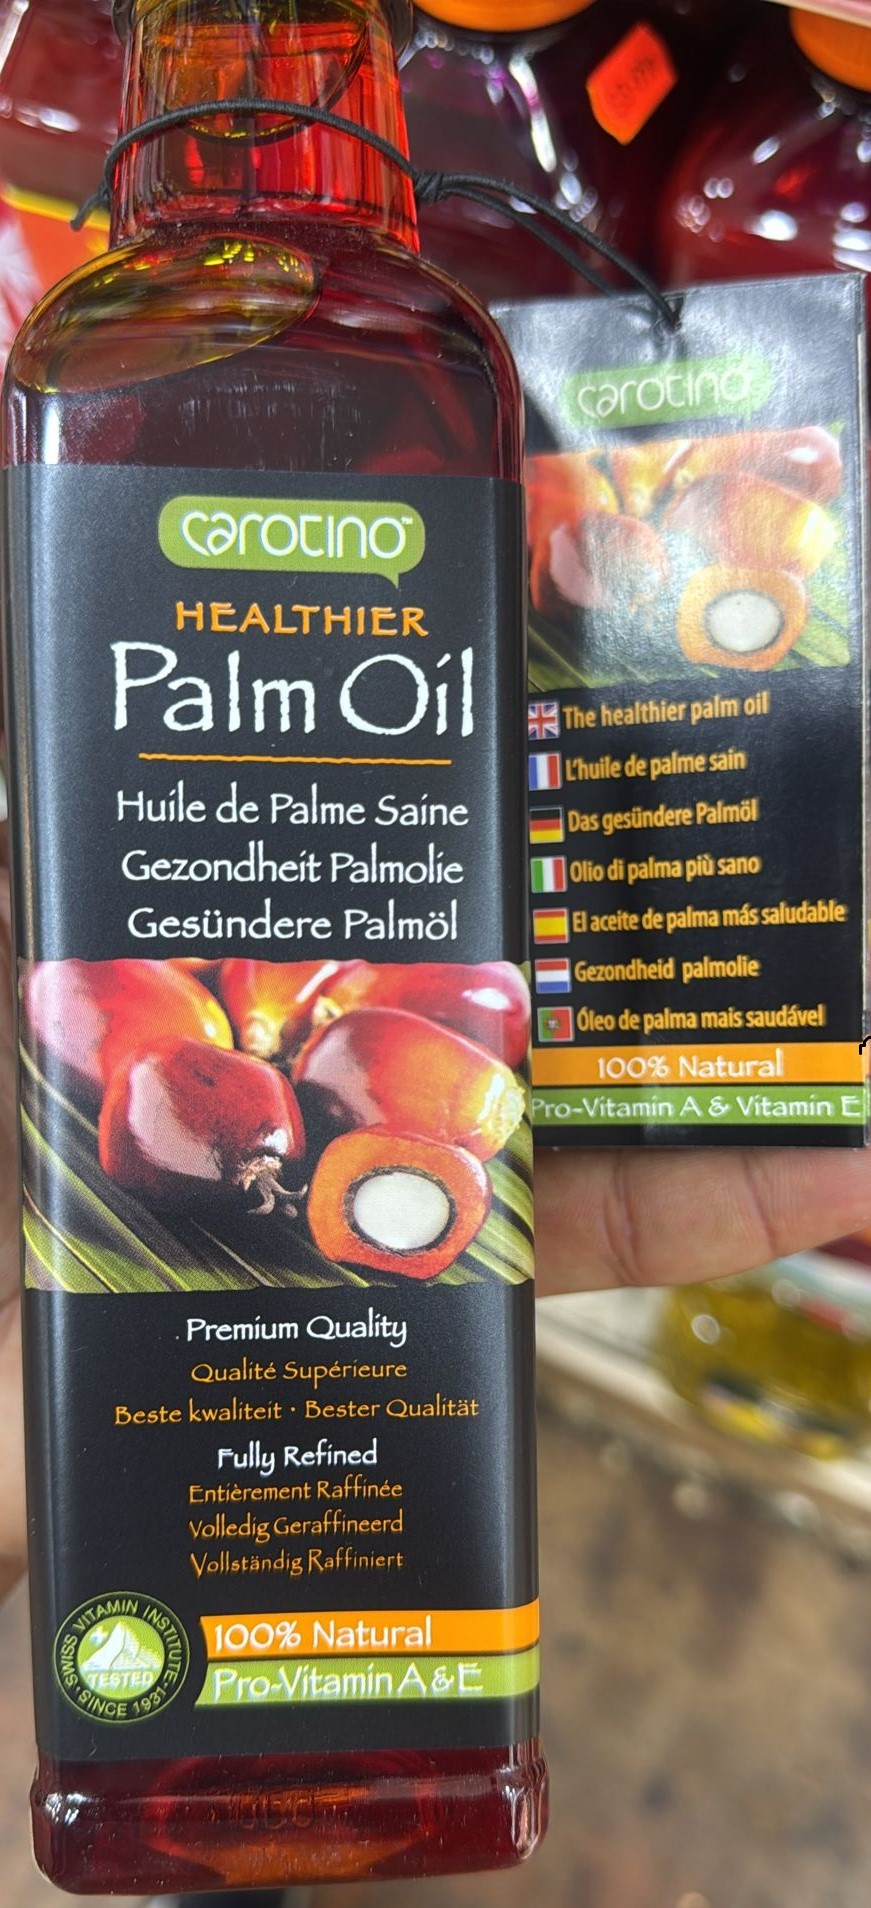 carotino™
HEALTHIER
Palm Oil
Huile de Palme Saine
Gezondheit Palmolie
Gesündere Palmöl
Premium Quality
Qualité Supérieure
Beste kwaliteit • Bester Qualität
Fully Refined
Entièrement Raffinée
Volledig Geraffineerd
Vollständig Raffiniert
SWISS VITAMIN INSTITUTE
TESTED
SINCE 1931
100% Natural
Pro-Vitamin A & E
carotino
The healthier palm oil
L'huile de palme sain
Das gesündere Palmöl
Olio di palma più sano
El aceite de palma más saludable
Gezondheid palmolie
Óleo de palma mais saudável
100% Natural
Pro-Vitamin A & Vitamin E